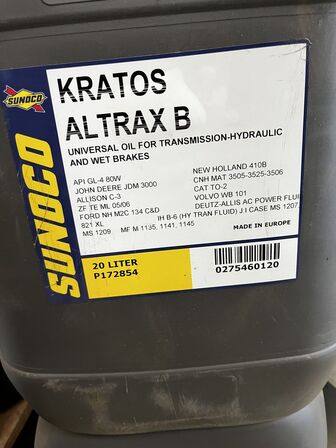 SUNOCO
KRATOS
ALTRAX B
UNIVERSAL OIL FOR TRANSMISSION-HYDRAULIC
AND WET BRAKES
API GL-4 80W
JOHN DEERE JDM 3000
ALLISON C-3
ZF TE ML 05/06
FORD NH M2C 134 C&D
821 XL
MS 1209 MF M 1135, 1141, 1145
NEW HOLLAND 410B
CNH MAT 3505-3525-3506
CAT TO-2
VOLVO WB 101
DEUTZ-ALLIS AC POWER FLUI
IH B-6 (HY TRAN FLUID) J I CASE MS 1207,
MADE IN EUROPE
SUNOCO
20 LITER
P172854
0275460120